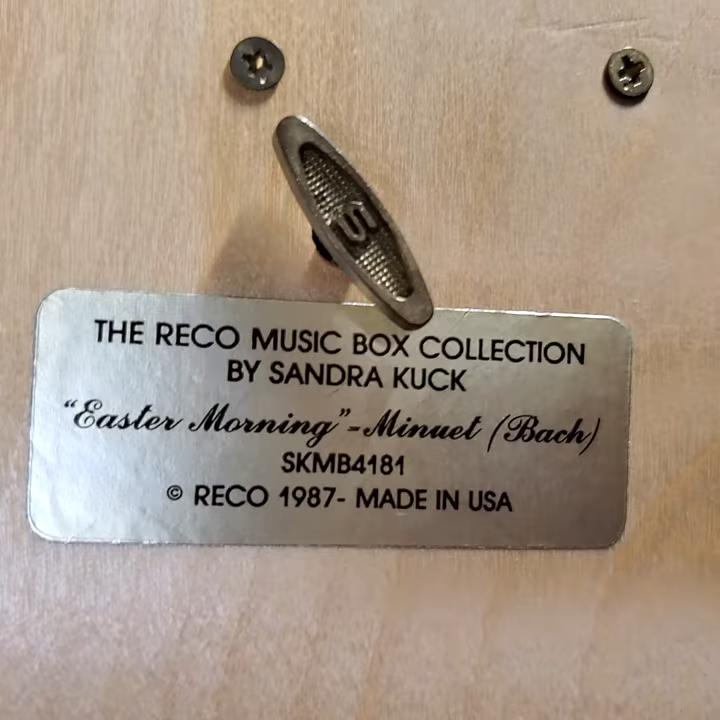 S
THE RECO MUSIC BOX COLLECTION
BY SANDRA KUCK
“Easter Morning”-Minuet (Bach)
SKMB4181
© RECO 1987- MADE IN USA